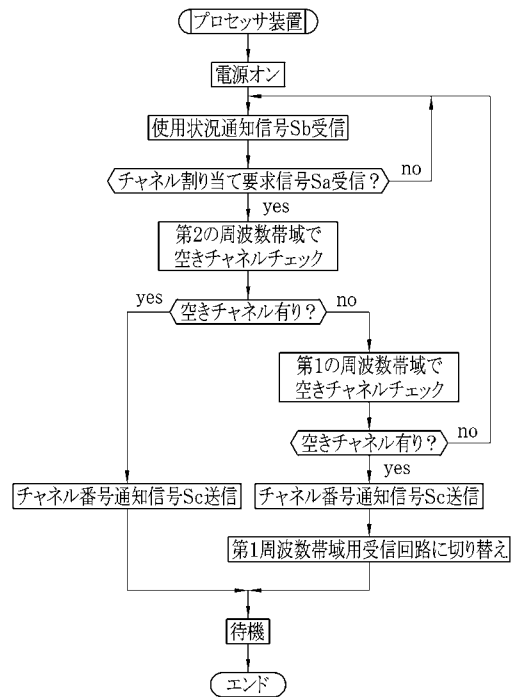 プロセッサ装置
電源オン
使用状況通知信号Sb受信
チャネル割り当て要求信号Sa受信？
no
yes
第2の周波数帯域で
空きチャネルチェック
yes
空きチャネル有り？
no
第1の周波数帯域で
空きチャネルチェック
空きチャネル有り？
no
yes
チャネル番号通知信号Sc送信
チャネル番号通知信号Sc送信
第1周波数帯域用受信回路に切り替え
待機
エンド